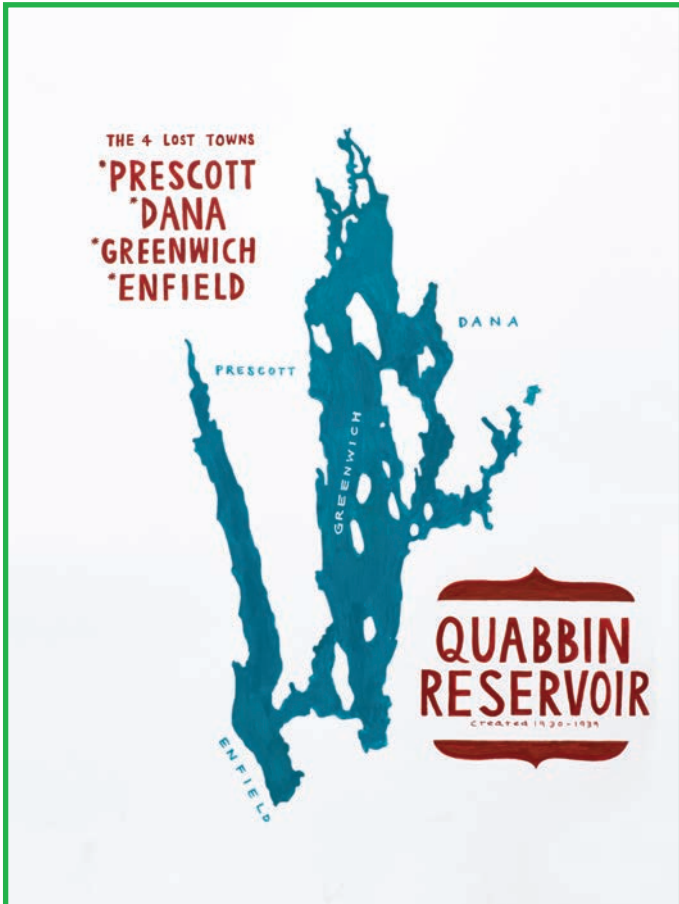 THE 4 LOST TOWNS
*PRESCOTT
*DANA
*GREENWICH
*ENFIELD
DANA
PRESCOTT
GREENWICH
QUABBIN
RESERVOIR
Created 1930-1939
ENFIELD